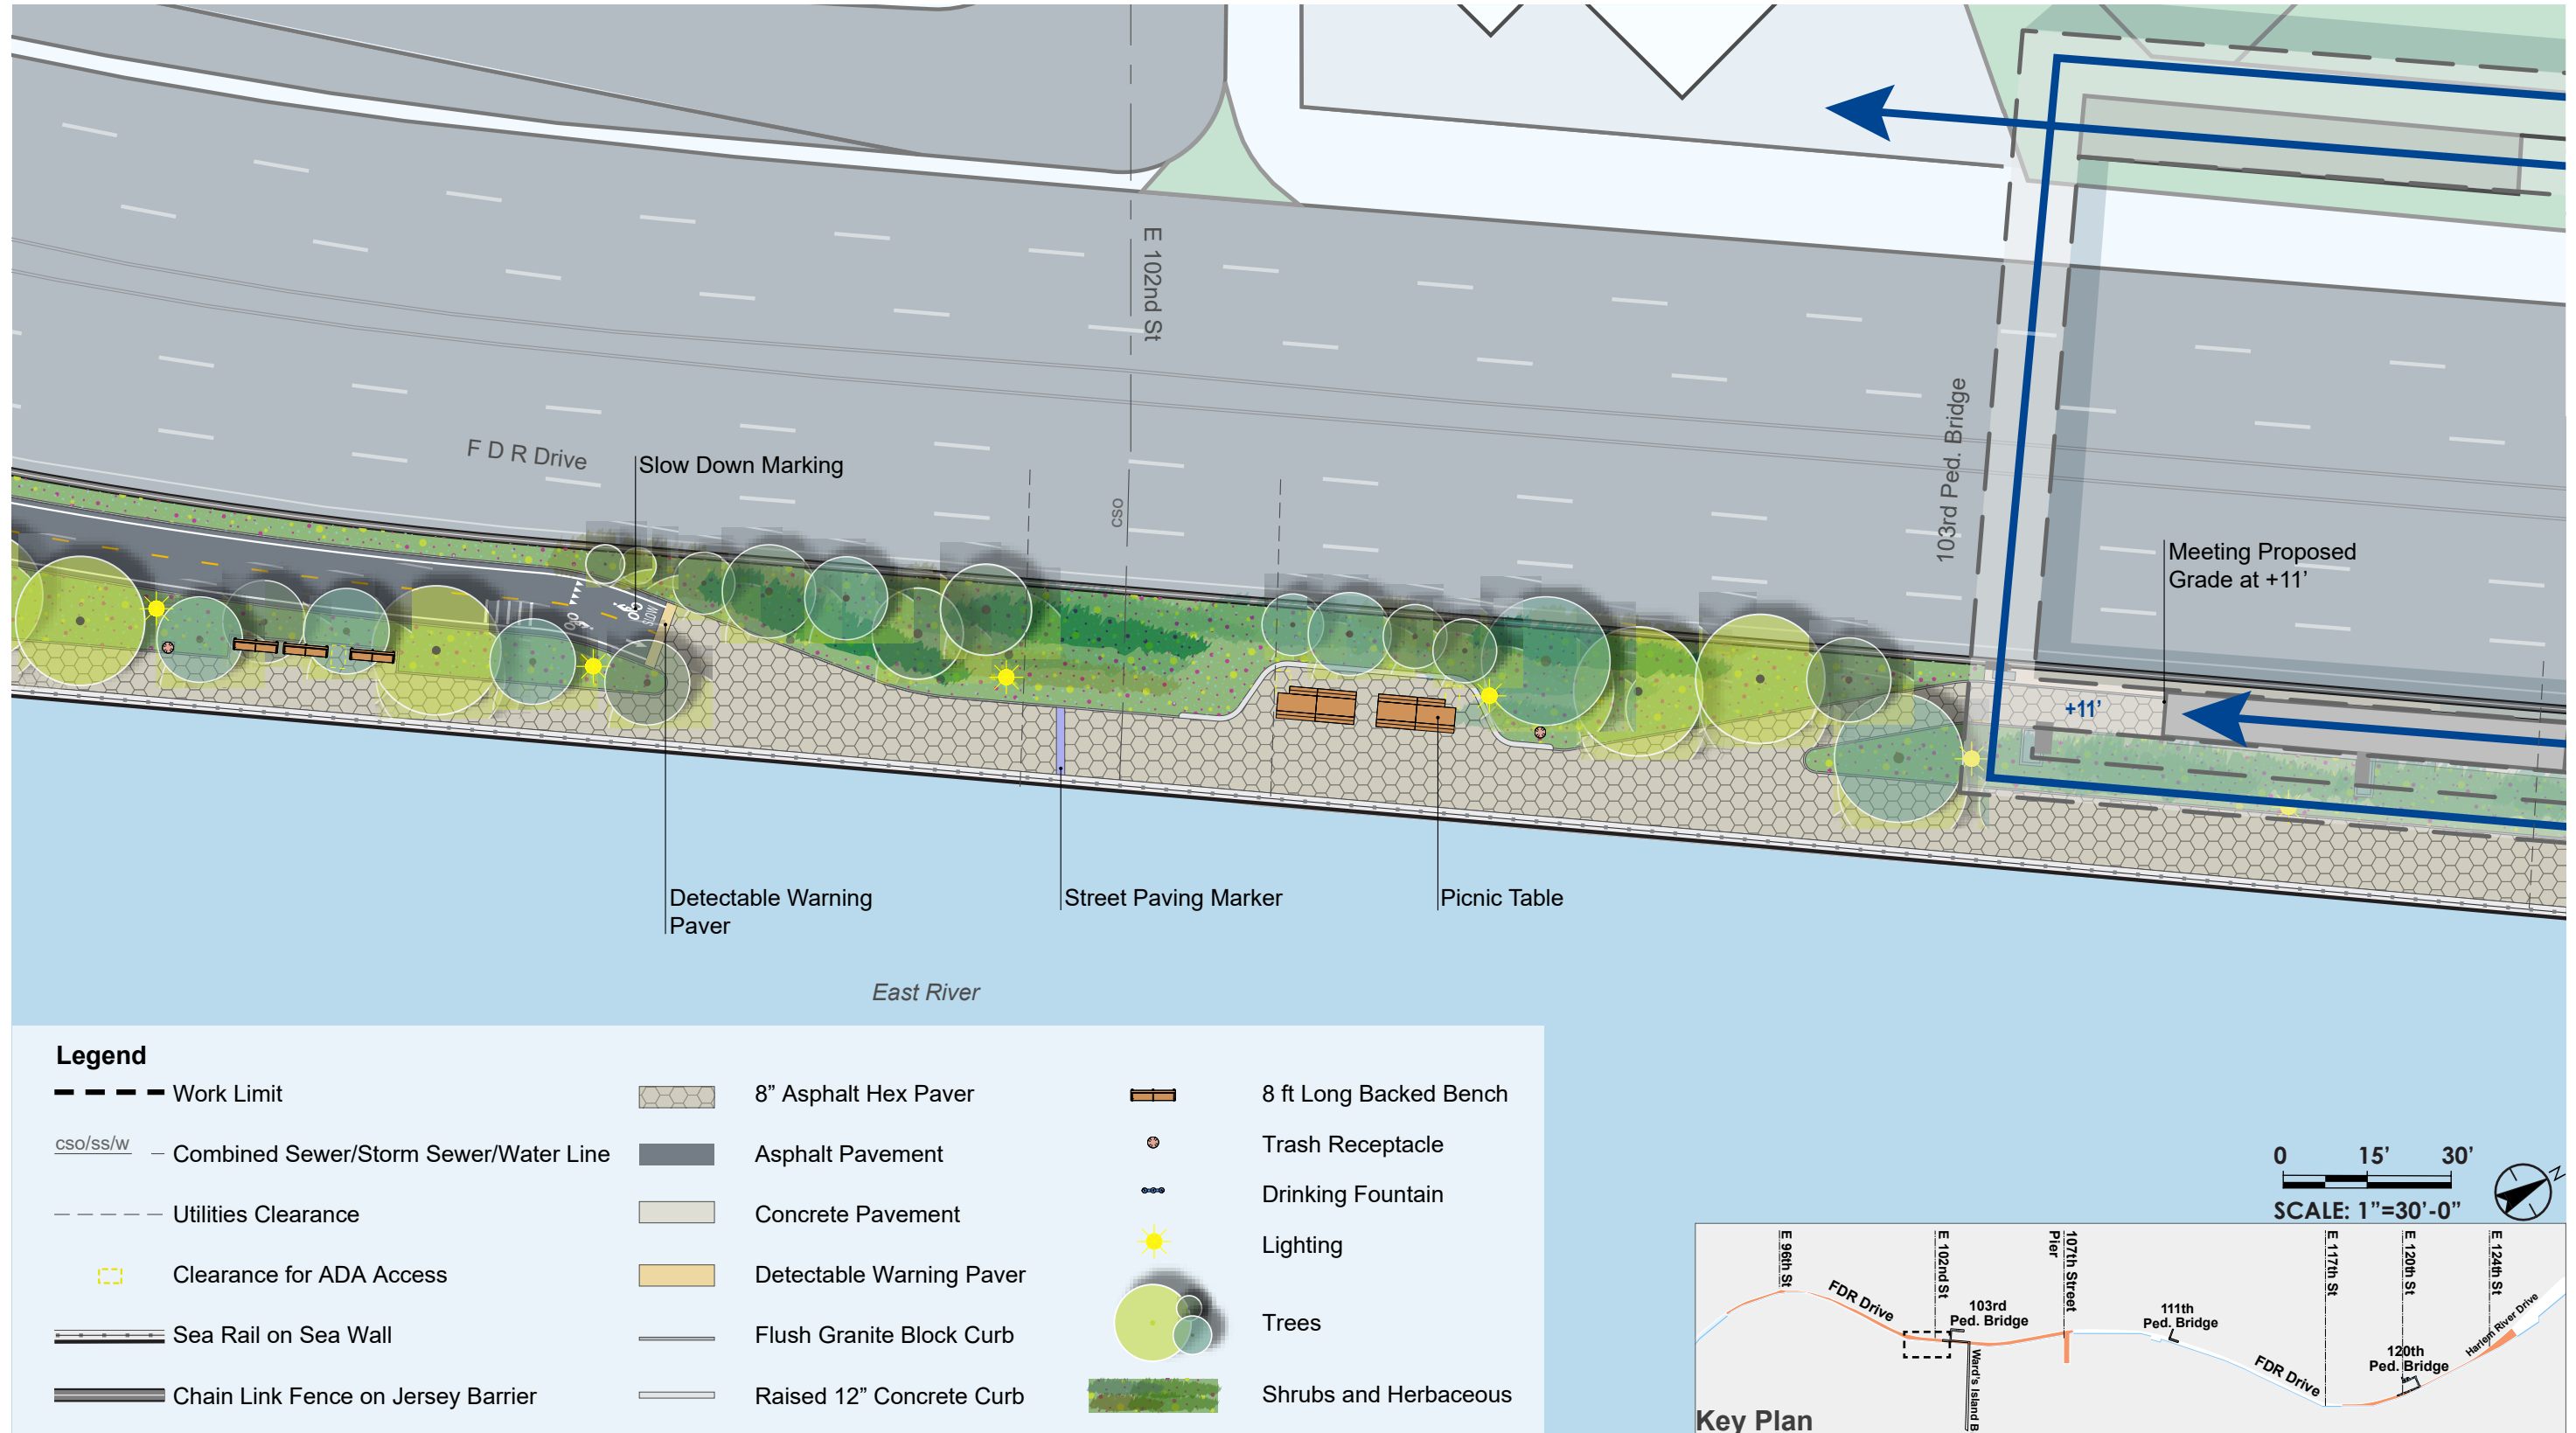 E 102nd St
103rd Ped. Bridge
F D R Drive
Slow Down Marking
cso
SLOW
Meeting Proposed
Grade at +11’
+11’
Detectable Warning
Paver
Street Paving Marker
Picnic Table
East River
Legend
Work Limit
cso/ss/w
Combined Sewer/Storm Sewer/Water Line
Utilities Clearance
Clearance for ADA Access
Sea Rail on Sea Wall
Chain Link Fence on Jersey Barrier
8” Asphalt Hex Paver
Asphalt Pavement
Concrete Pavement
Detectable Warning Paver
Flush Granite Block Curb
Raised 12” Concrete Curb
8 ft Long Backed Bench
Trash Receptacle
Drinking Fountain
Lighting
Trees
Shrubs and Herbaceous
0 15’ 30’
SCALE: 1”=30’-0”
N
E 96th St
E 102nd St
107th Street
Pier
E 117th St
E 120th St
E 124th St
FDR Drive
103rd
Ped. Bridge
111th
Ped. Bridge
Ward's Island B
FDR Drive
120th
Ped. Bridge
Harlem River Drive
Key Plan